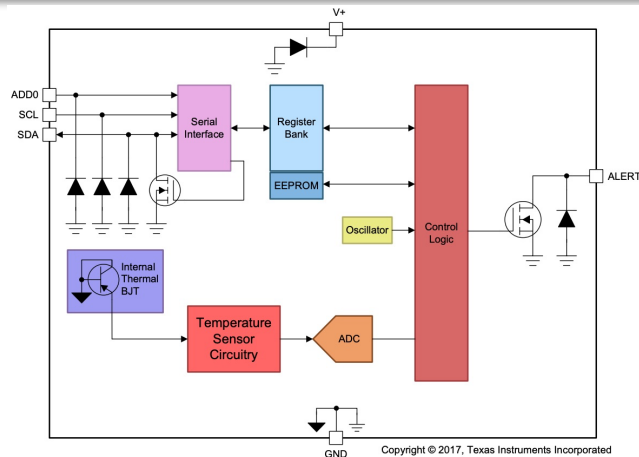 V+
ADD0
SCL
SDA
Serial
Interface
Register
Bank
EEPROM
ALERT
Oscillator
Control
Logic
Internal
Thermal
BJT
Temperature
Sensor
Circuitry
ADC
GND
Copyright © 2017, Texas Instruments Incorporated